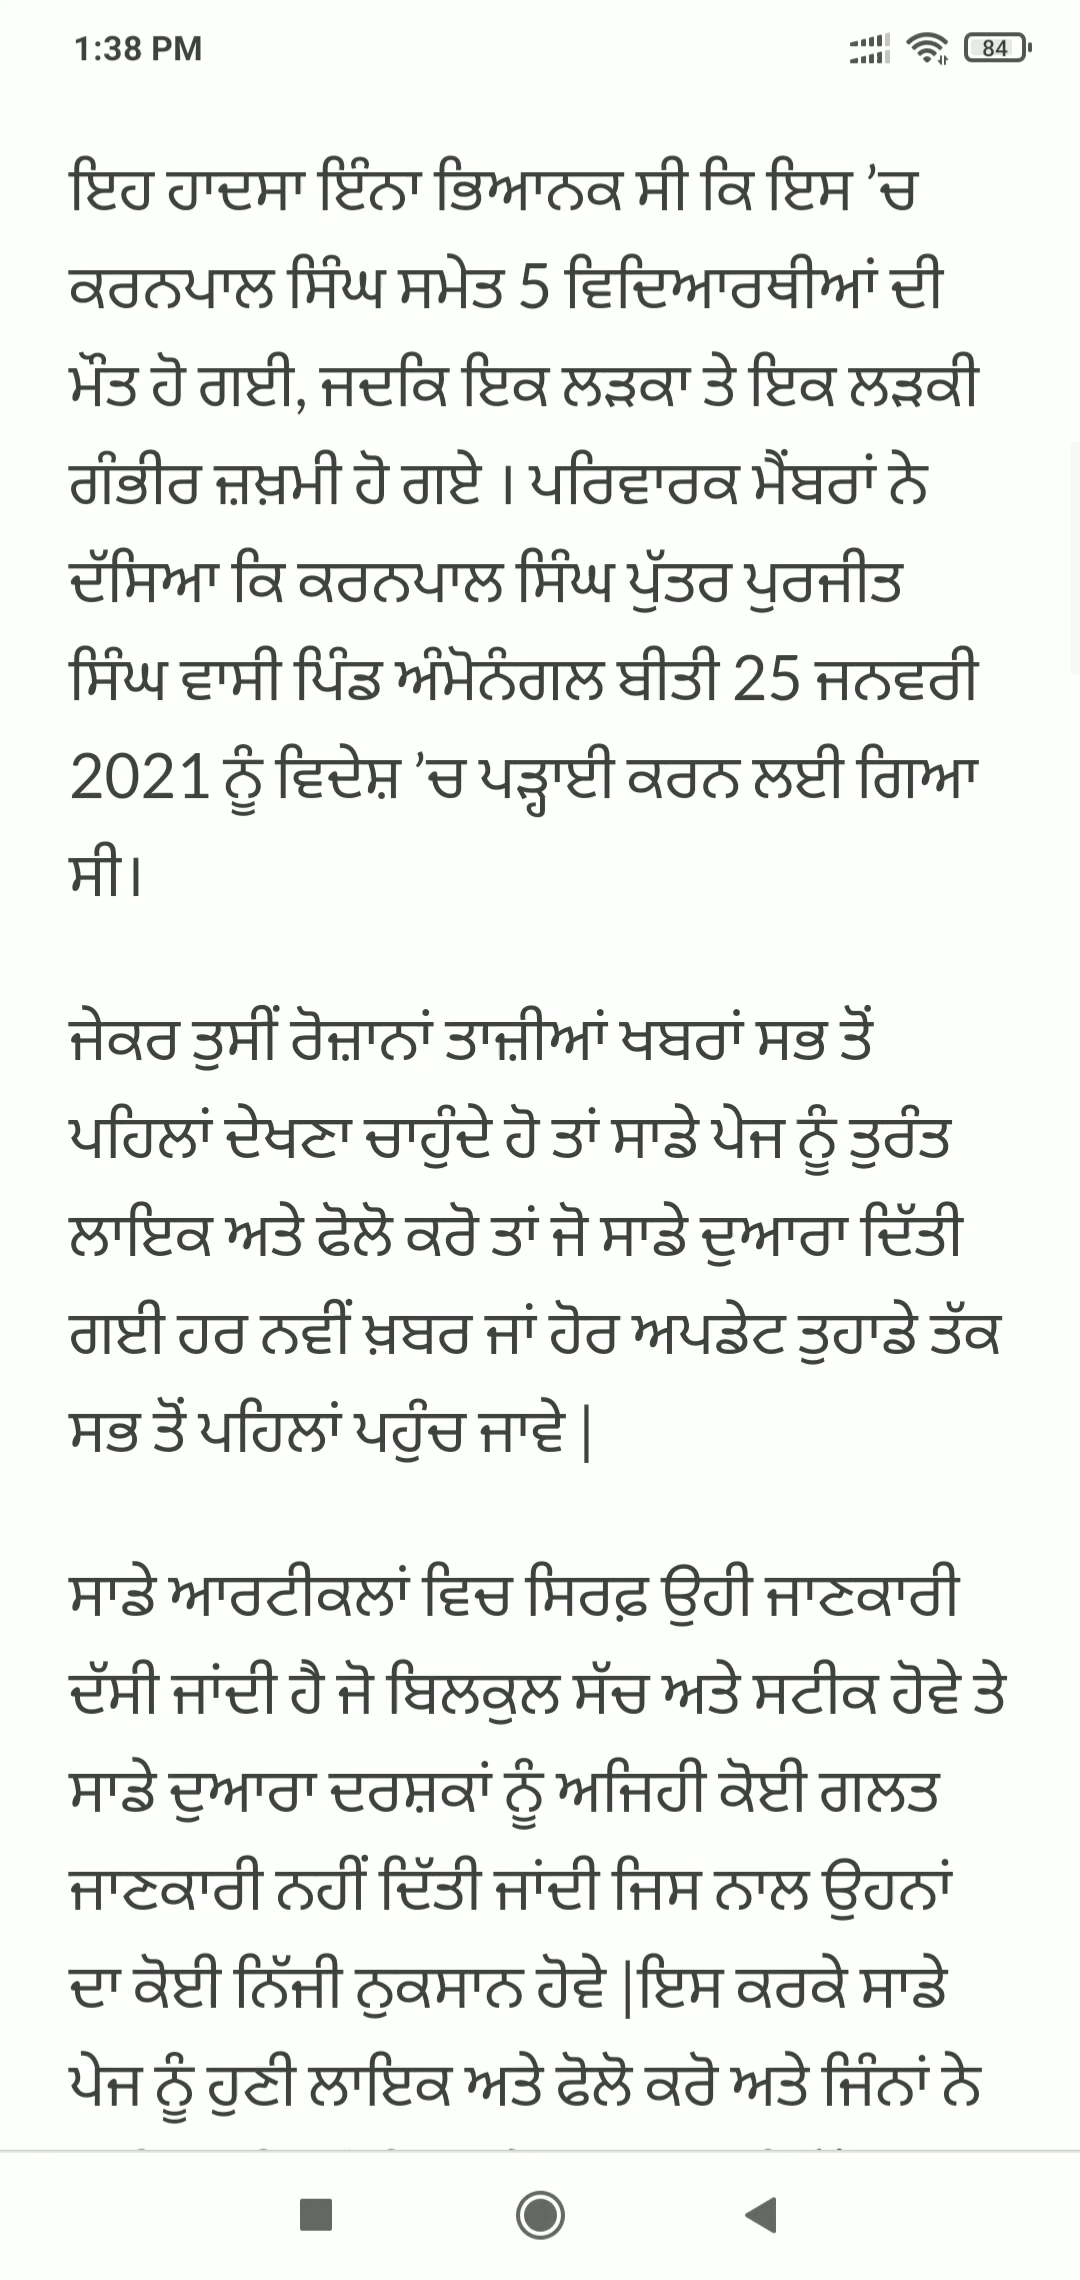 1:38 PM
84
ਇਹ ਹਾਦਸਾ ਇੰਨਾ ਭਿਆਨਕ ਸੀ ਕਿ ਇਸ ’ਚ
ਕਰਨਪਾਲ ਸਿੰਘ ਸਮੇਤ 5 ਵਿਦਿਆਰਥੀਆਂ ਦੀ
ਮੌਤ ਹੋ ਗਈ, ਜਦਕਿ ਇਕ ਲੜਕਾ ਤੇ ਇਕ ਲੜਕੀ
ਗੰਭੀਰ ਜ਼ਖ਼ਮੀ ਹੋ ਗਏ । ਪਰਿਵਾਰਕ ਮੈਂਬਰਾਂ ਨੇ
ਦੱਸਿਆ ਕਿ ਕਰਨਪਾਲ ਸਿੰਘ ਪੁੱਤਰ ਪੁਰਜੀਤ
ਸਿੰਘ ਵਾਸੀ ਪਿੰਡ ਅੰਮੋਨੰਗਲ ਬੀਤੀ 25 ਜਨਵਰੀ
2021 ਨੂੰ ਵਿਦੇਸ਼ ’ਚ ਪੜ੍ਹਾਈ ਕਰਨ ਲਈ ਗਿਆ
ਸੀ।
ਜੇਕਰ ਤੁਸੀਂ ਰੋਜ਼ਾਨਾਂ ਤਾਜ਼ੀਆਂ ਖਬਰਾਂ ਸਭ ਤੋਂ
ਪਹਿਲਾਂ ਦੇਖਣਾ ਚਾਹੁੰਦੇ ਹੋ ਤਾਂ ਸਾਡੇ ਪੇਜ ਨੂੰ ਤੁਰੰਤ
ਲਾਇਕ ਅਤੇ ਫੋਲੋ ਕਰੋ ਤਾਂ ਜੋ ਸਾਡੇ ਦੁਆਰਾ ਦਿੱਤੀ
ਗਈ ਹਰ ਨਵੀਂ ਖ਼ਬਰ ਜਾਂ ਹੋਰ ਅਪਡੇਟ ਤੁਹਾਡੇ ਤੱਕ
ਸਭ ਤੋਂ ਪਹਿਲਾਂ ਪਹੁੰਚ ਜਾਵੇ |
ਸਾਡੇ ਆਰਟੀਕਲਾਂ ਵਿਚ ਸਿਰਫ਼ ਉਹੀ ਜਾਣਕਾਰੀ
ਦੱਸੀ ਜਾਂਦੀ ਹੈ ਜੋ ਬਿਲਕੁਲ ਸੱਚ ਅਤੇ ਸਟੀਕ ਹੋਵੇ ਤੇ
ਸਾਡੇ ਦੁਆਰਾ ਦਰਸ਼ਕਾਂ ਨੂੰ ਅਜਿਹੀ ਕੋਈ ਗਲਤ
ਜਾਣਕਾਰੀ ਨਹੀਂ ਦਿੱਤੀ ਜਾਂਦੀ ਜਿਸ ਨਾਲ ਉਹਨਾਂ
ਦਾ ਕੋਈ ਨਿੱਜੀ ਨੁਕਸਾਨ ਹੋਵੇ |ਇਸ ਕਰਕੇ ਸਾਡੇ
ਪੇਜ ਨੂੰ ਹੁਣੀ ਲਾਇਕ ਅਤੇ ਫੋਲੋ ਕਰੋ ਅਤੇ ਜਿੰਨਾਂ ਨੇ